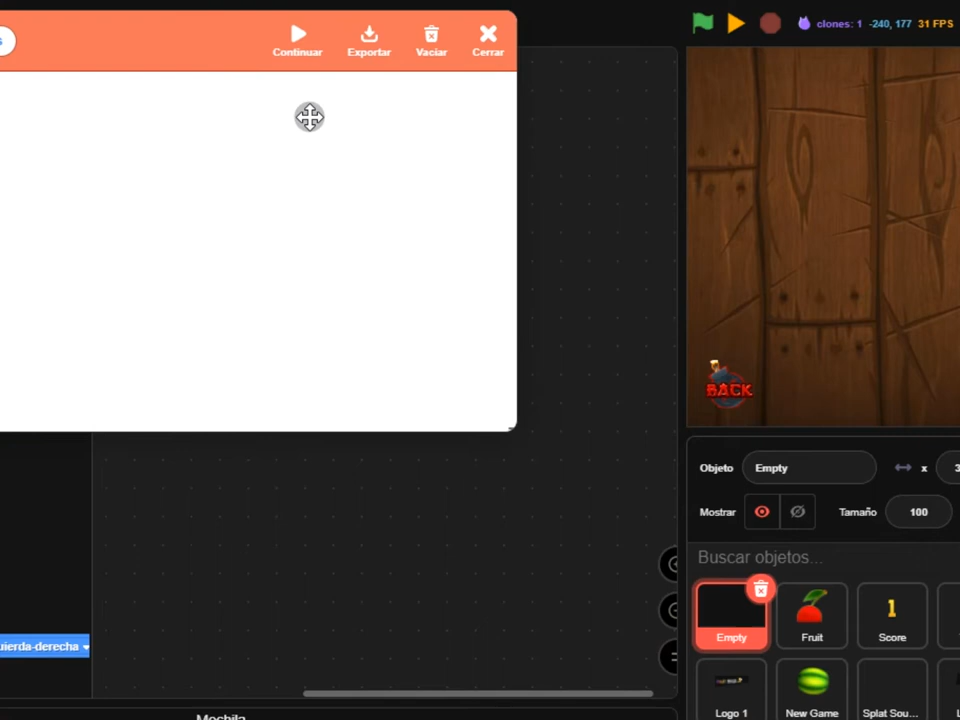 Continuar
Exportar
Vaciar
Cerrar
clones: 1 -240, 177 31 FPS
BACK
Objeto Empty x
Mostrar Tamaño 100
Buscar objetos...
Empty Fruit 1 Score
uierda-derecha
Logo 1 New Game Splat Sou...
Mochila